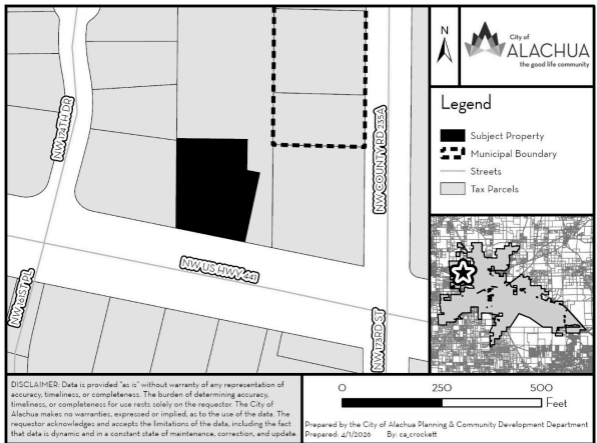 N
City of
ALACHUA
the good life community
Legend
Subject Property
Municipal Boundary
Streets
Tax Parcels
NW 174TH DR
NW COUNTY RD 235A
NW US HWY 441
NW 161ST PL
NW 173RD ST
DISCLAIMER: Data is provided "as is" without warranty of any representation of
accuracy, timeliness, or completeness. The burden of determining accuracy,
timeliness, or completeness for use rests solely on the requestor. The City of
Alachua makes no warranties, expressed or implied, as to the use of the data. The
requestor acknowledges and accepts the limitations of the data, including the fact
that data is dynamic and in a constant state of maintenance, correction, and update.
0 250 500
Feet
Prepared by the City of Alachua Planning & Community Development Department
Prepared: 4/1/2026 By: ca_crockett